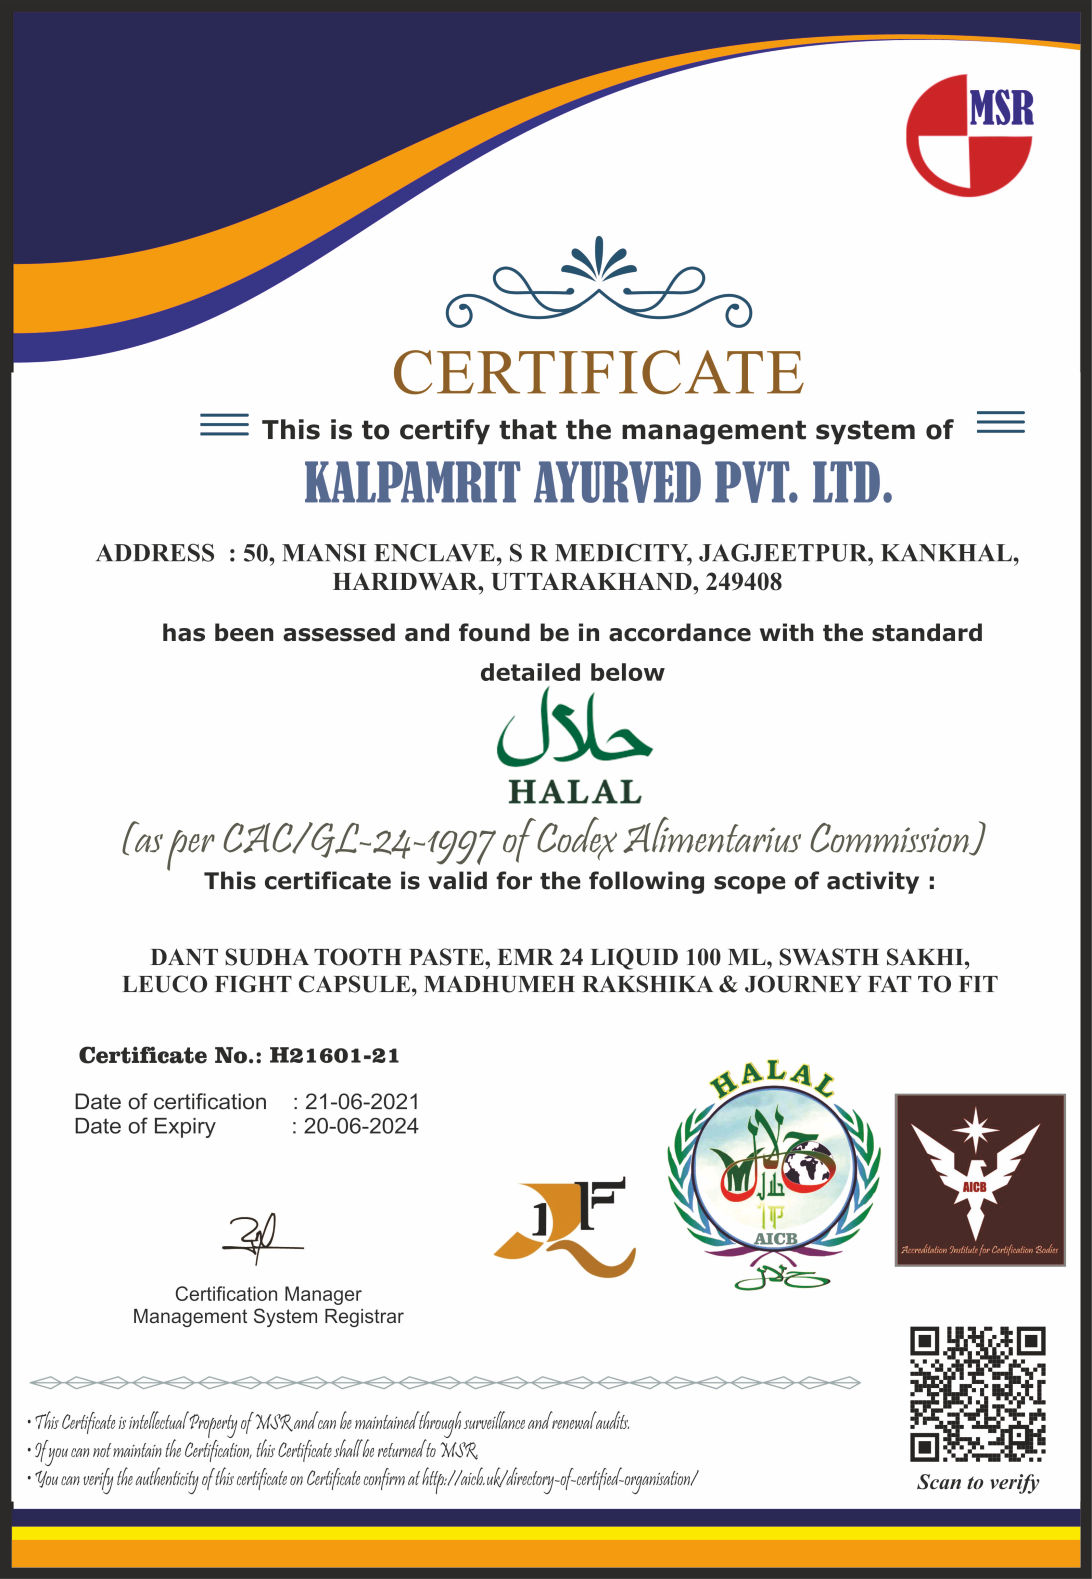 MSR
CERTIFICATE
This is to certify that the management system of
KALPAMRIT AYURVED PVT. LTD.
ADDRESS : 50, MANSI ENCLAVE, S R MEDICITY, JAGJEETPUR, KANKHAL,
HARIDWAR, UTTARAKHAND, 249408
has been assessed and found be in accordance with the standard
detailed below
حلال
HALAL
(as per CAC/GL-24-1997 of Codex Alimentarius Commission)
This certificate is valid for the following scope of activity :
DANT SUDHA TOOTH PASTE, EMR 24 LIQUID 100 ML, SWASTH SAKHI,
LEUCO FIGHT CAPSULE, MADHUMEH RAKSHIKA & JOURNEY FAT TO FIT
Certificate No.: H21601-21
Date of certification : 21-06-2021
Date of Expiry : 20-06-2024
Certification Manager
Management System Registrar
HALAL
حلال
حلال
AICB
حلال
AICB
Accreditation Institute for Certification Bodies
• This Certificate is intellectual Property of MSR and can be maintained through surveillance and renewal audits.
• If you can not maintain the Certification, this Certificate shall be returned to MSR.
• You can verify the authenticity of this certificate on Certificate confirm at http://aicb.uk/directory-of-certified-organisation/
Scan to verify